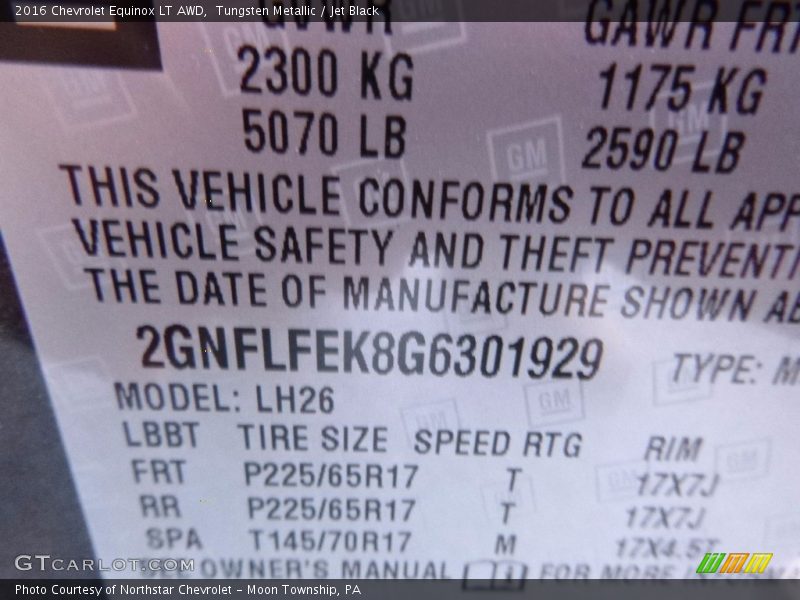 2016 Chevrolet Equinox LT AWD, Tungsten Metallic / Jet Black
GVWR GAWR FRT
2300 KG 1175 KG
5070 LB 2590 LB
THIS VEHICLE CONFORMS TO ALL APP
VEHICLE SAFETY AND THEFT PREVENTI
THE DATE OF MANUFACTURE SHOWN AB
2GNFLFEK8G6301929 TYPE: M
MODEL: LH26
LBBT TIRE SIZE SPEED RTG RIM
FRT P225/65R17 T 17X7J
RR P225/65R17 T 17X7J
SPA T145/70R17 M 17X4.5T
SEE OWNER'S MANUAL FOR MORE
GTCARLOT.COM
Photo Courtesy of Northstar Chevrolet – Moon Township, PA